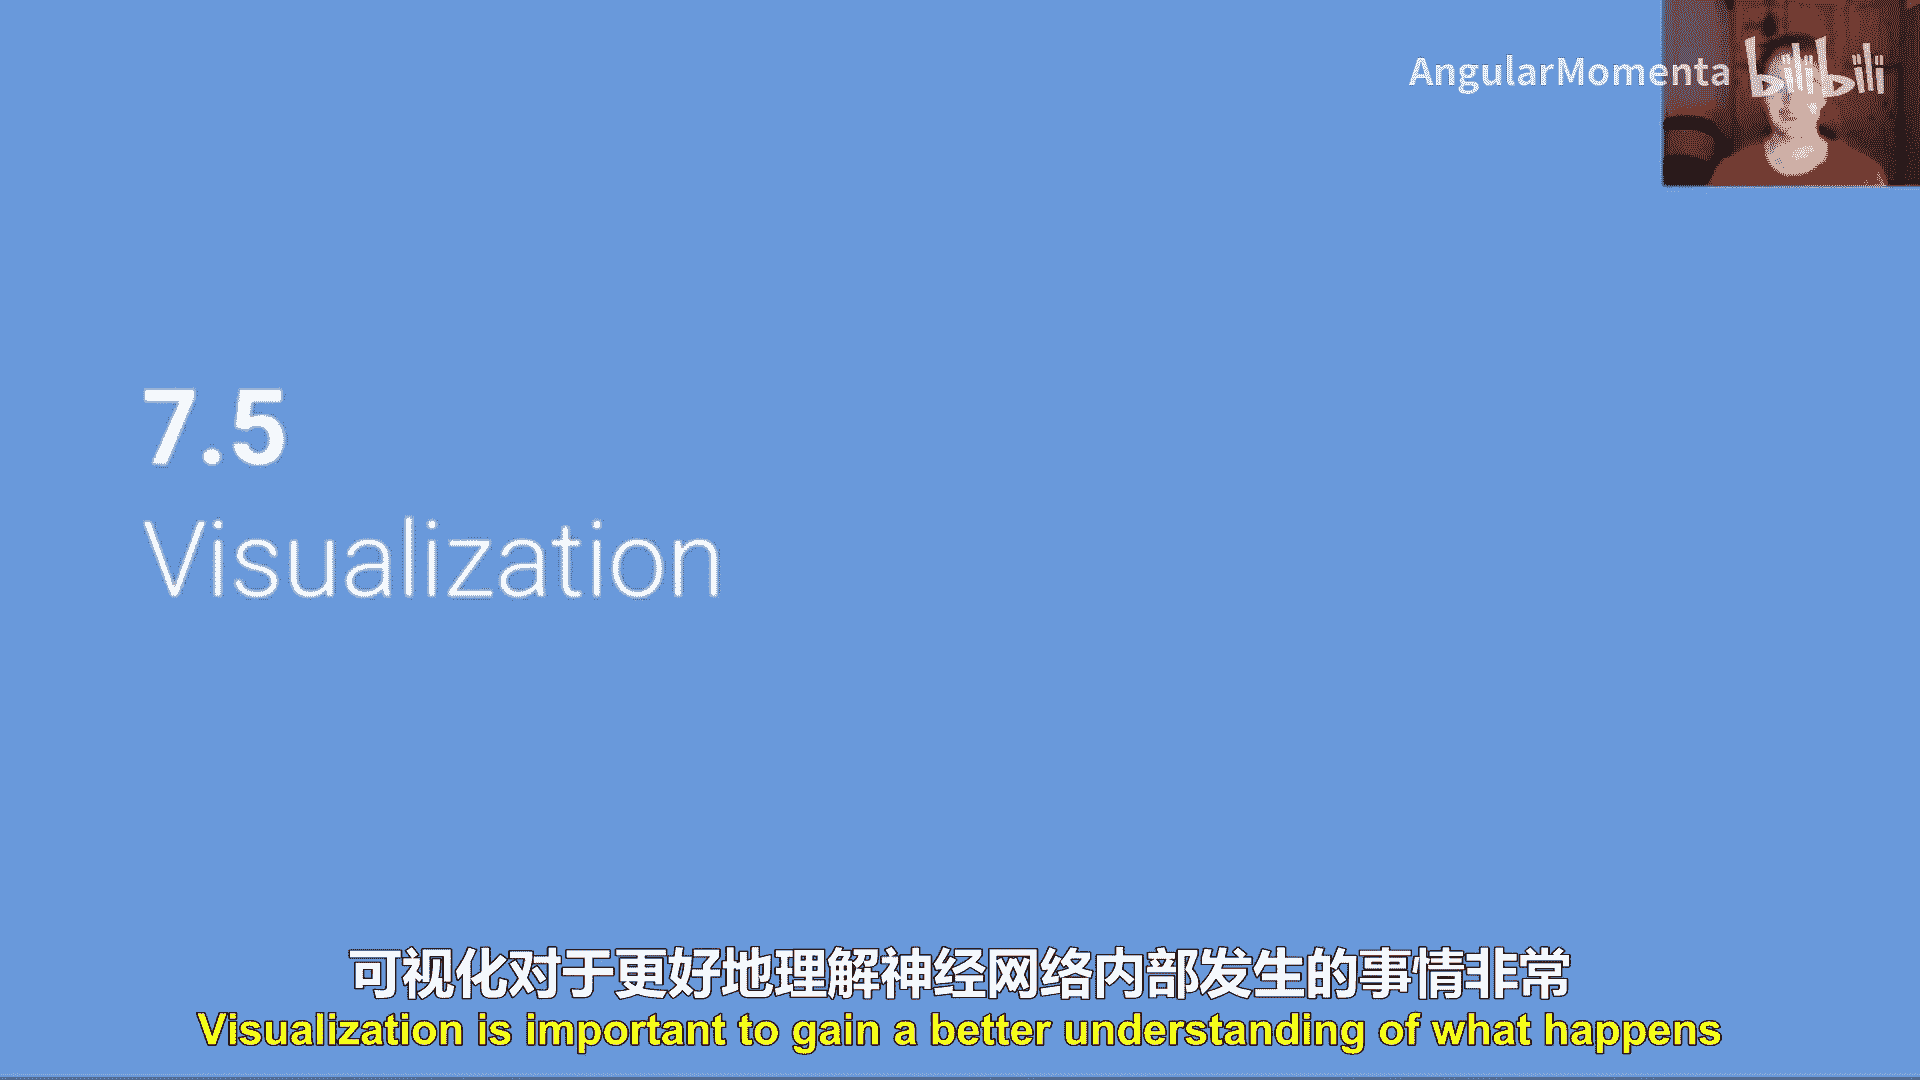 AngularMomenta bilibili
7.5
Visualization
可视化对于更好地理解神经网络内部发生的事情非常
Visualization is important to gain a better understanding of what happens